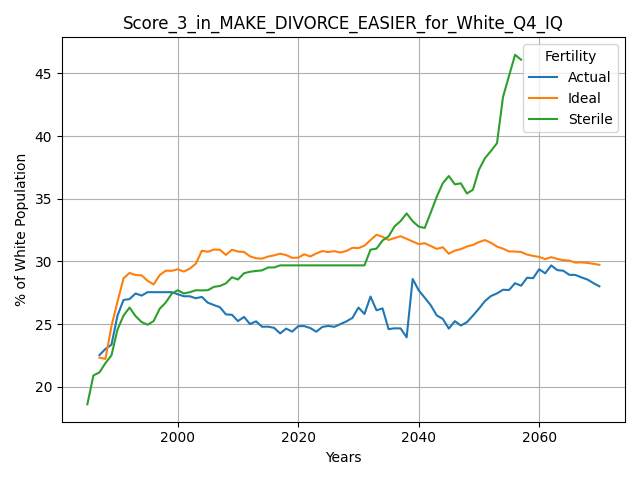 Score_3_in_MAKE_DIVORCE_EASIER_for_White_Q4_IQ
Fertility
Actual
Ideal
Sterile
% of White Population
45
40
35
30
25
20
2000
2020
2040
2060
Years